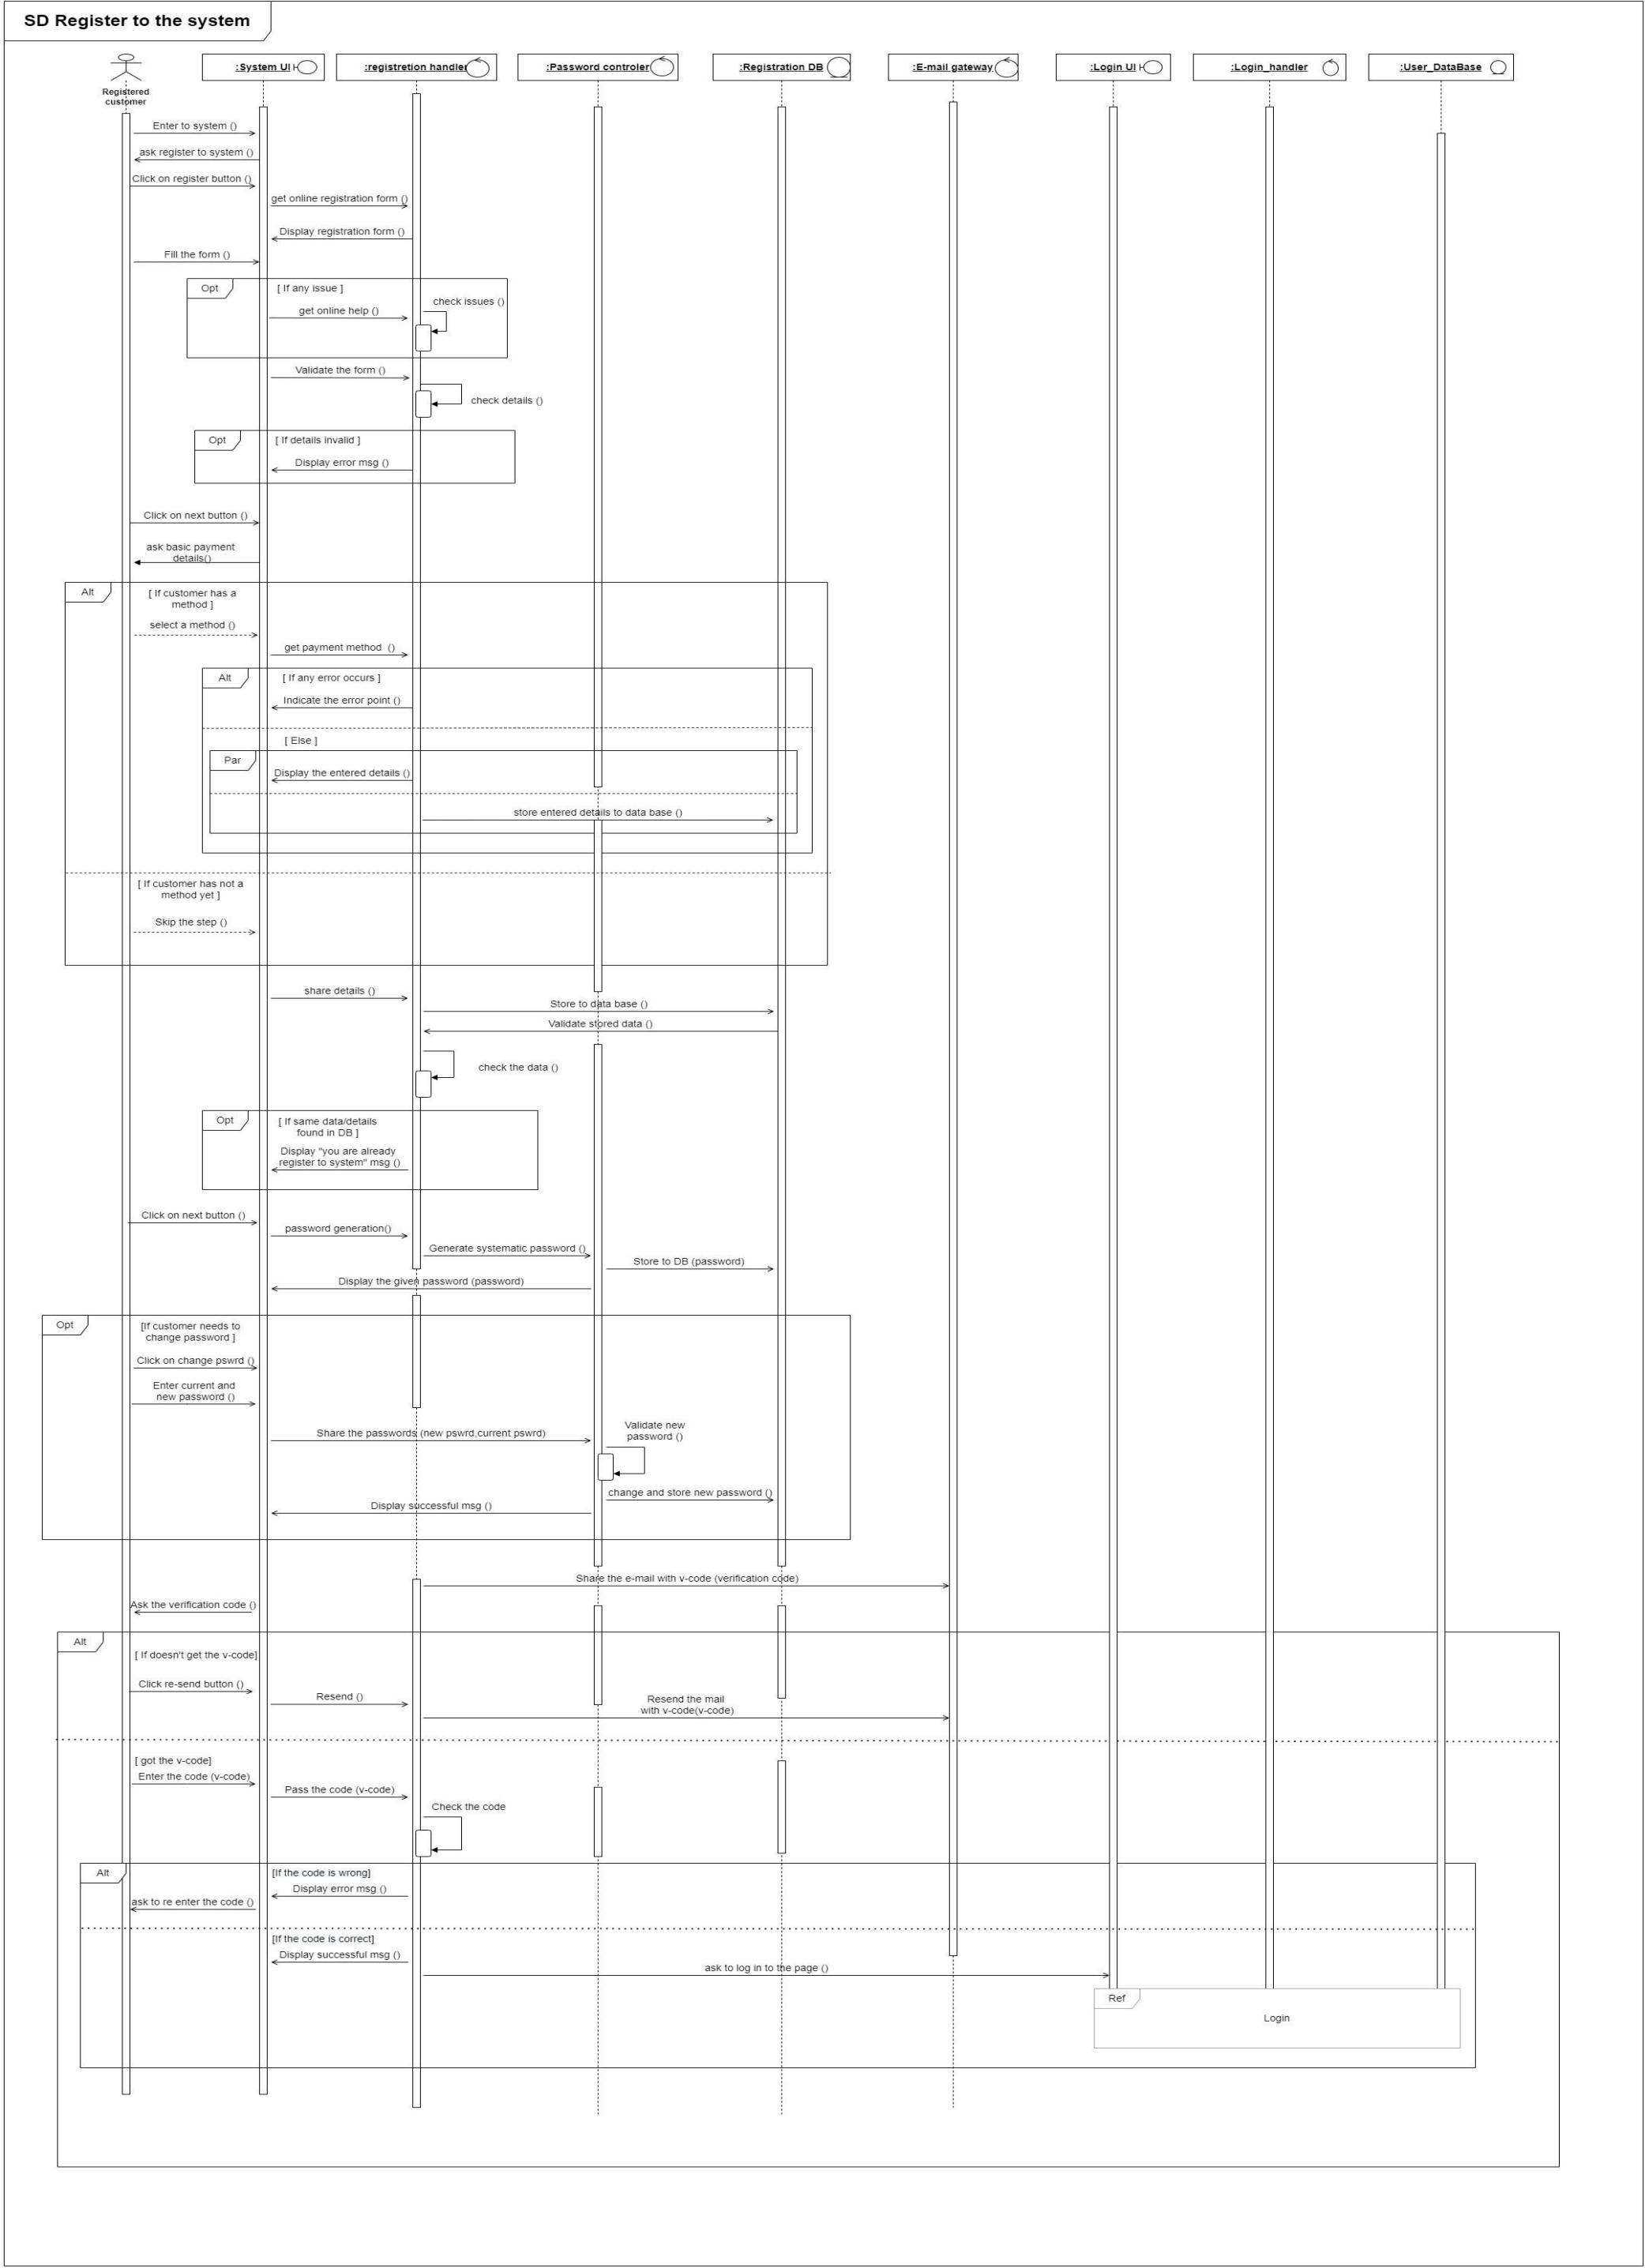 SD Register to the system
:System UI
:registretion handler
:Password controler
:Registration DB
:E-mail gateway
:Login UI
:Login_handler
:User_DataBase
Registered
customer
Enter to system ()
ask register to system ()
Click on register button ()
get online registration form ()
Display registration form ()
Fill the form ()
Opt
[ If any issue ]
check issues ()
get online help ()
Validate the form ()
check details ()
Opt
[ If details invalid ]
Display error msg ()
Click on next button ()
ask basic payment
details()
Alt
[ If customer has a
method ]
select a method ()
get payment method ()
Alt
[ If any error occurs ]
Indicate the error point ()
[ Else ]
Par
Display the entered details ()
store entered details to data base ()
[ If customer has not a
method yet ]
Skip the step ()
share details ()
Store to data base ()
Validate stored data ()
check the data ()
Opt
[ If same data/details
found in DB ]
Display "you are already
register to system" msg ()
Click on next button ()
password generation()
Generate systematic password ()
Store to DB (password)
Display the given password (password)
Opt
[If customer needs to
change password ]
Click on change pswrd ()
Enter current and
new password ()
Share the passwords (new pswrd,current pswrd)
Validate new
password ()
change and store new password ()
Display successful msg ()
Share the e-mail with v-code (verification code)
Ask the verification code ()
Alt
[ If doesn't get the v-code]
Click re-send button ()
Resend ()
Resend the mail
with v-code(v-code)
[ got the v-code]
Enter the code (v-code)
Pass the code (v-code)
Check the code
Alt
[If the code is wrong]
Display error msg ()
ask to re enter the code ()
[If the code is correct]
Display successful msg ()
ask to log in to the page ()
Ref
Login